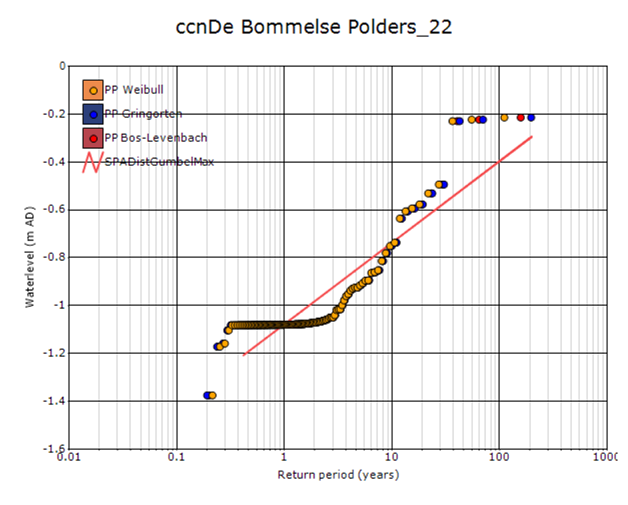 ccnDe Bommelse Polders_22
0
-0.2
-0.4
-0.6
-0.8
-1
-1.2
-1.4
-1.6
PP Weibull
PP Gringorten
PP Bos-Levenbach
SPADistGumbelMax
Waterlevel (m AD)
0.01 0.1 1 10 100 1000
Return period (years)